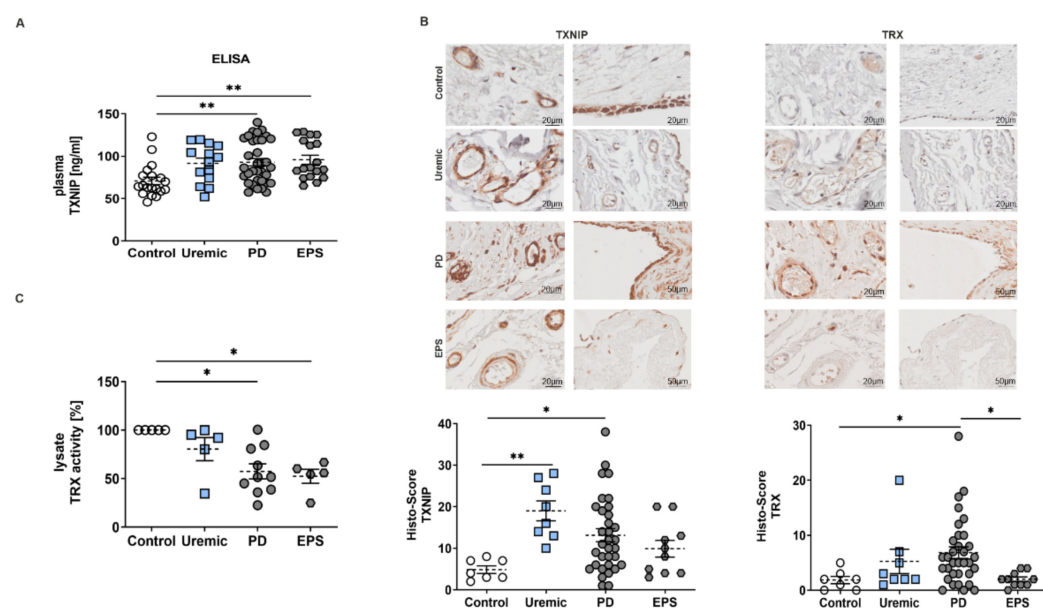 A
B
ELISA
**
**
150
100
50
0
plasma
TXNIP [ng/ml]
Control Uremic PD EPS
TXNIP
TRX
Control
20µm
20µm
20µm
20µm
Uremic
20µm
20µm
20µm
20µm
PD
20µm
50µm
20µm
50µm
EPS
20µm
50µm
20µm
50µm
C
*
*
150
100
50
0
lysate
TRX activity [%]
Control Uremic PD EPS
*
**
40
30
20
10
0
Histo-Score
TXNIP
Control Uremic PD EPS
*
*
30
20
10
0
Histo-Score
TRX
Control Uremic PD EPS